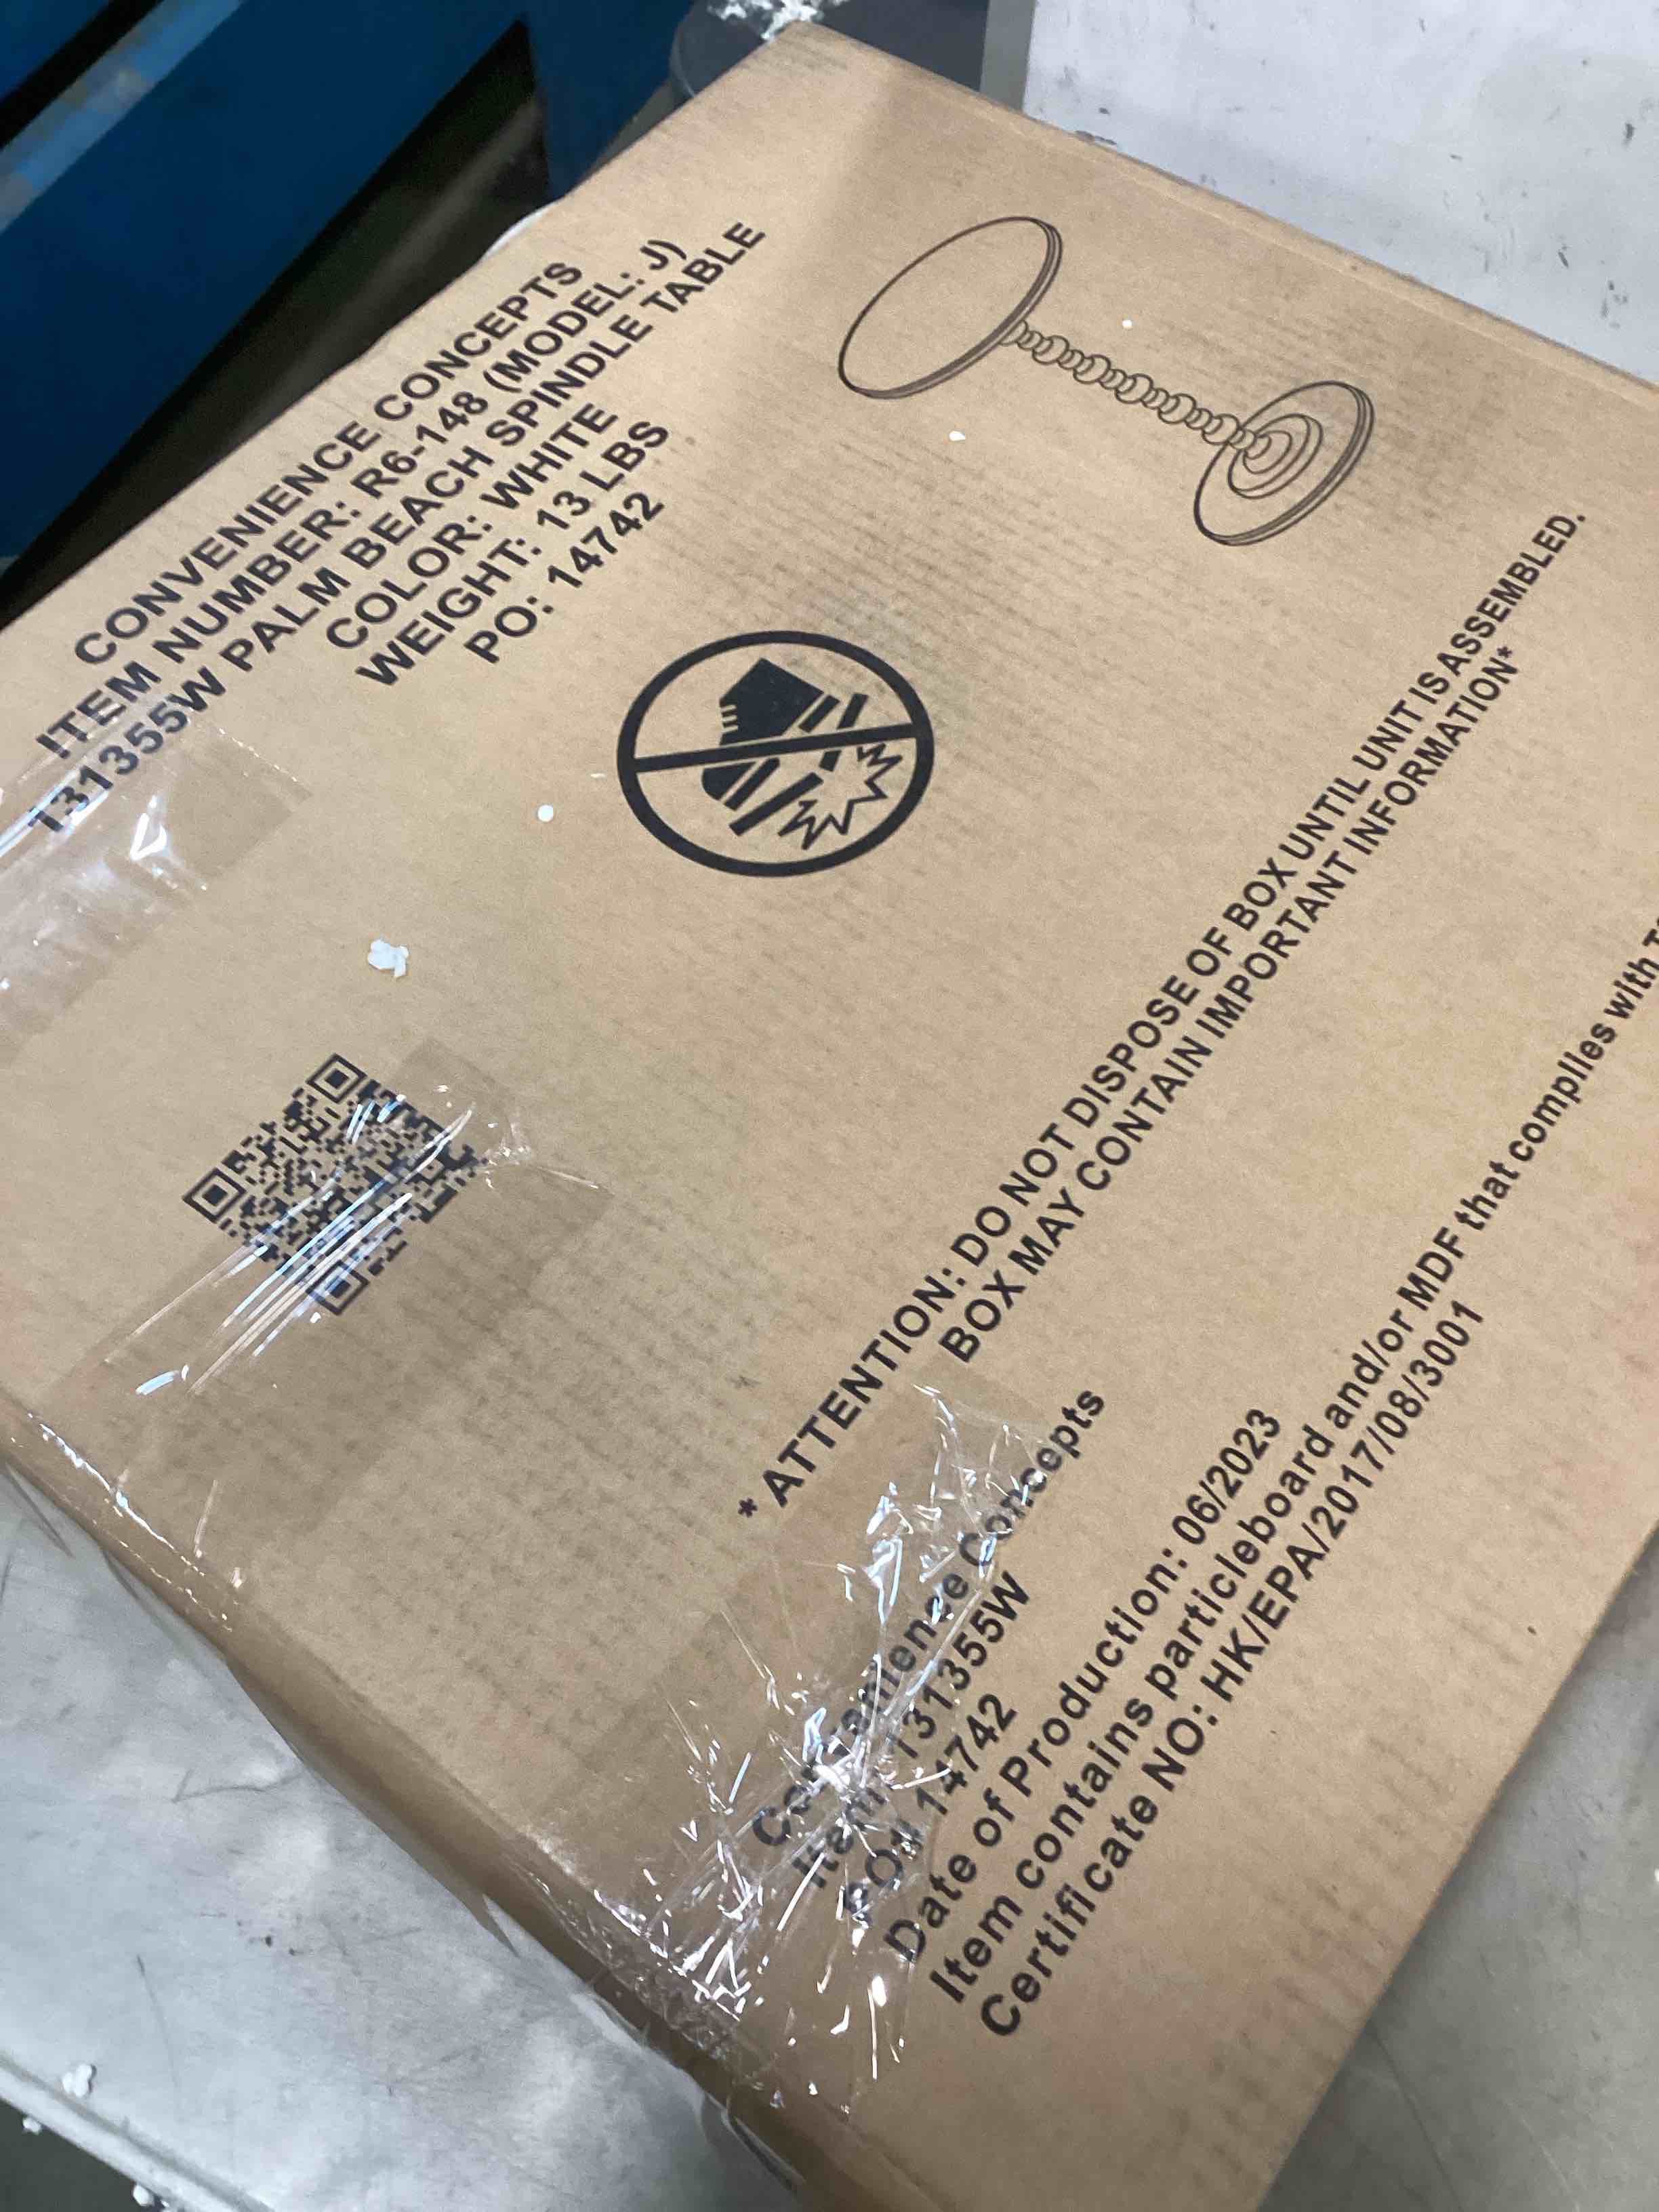 CONVENIENCE CONCEPTS
ITEM NUMBER: R6-148 (MODEL: J)
131355W PALM BEACH SPINDLE TABLE
COLOR: WHITE
WEIGHT: 13 LBS
PO: 14742
* ATTENTION: DO NOT DISPOSE OF BOX UNTIL UNIT IS ASSEMBLED.
BOX MAY CONTAIN IMPORTANT INFORMATION*
Convenience Concepts
131355W
14742
Date of Production: 06/2023
Item contains particleboard and/or MDF that complies with
Certificate NO: HK/EPA/2017/08/3001